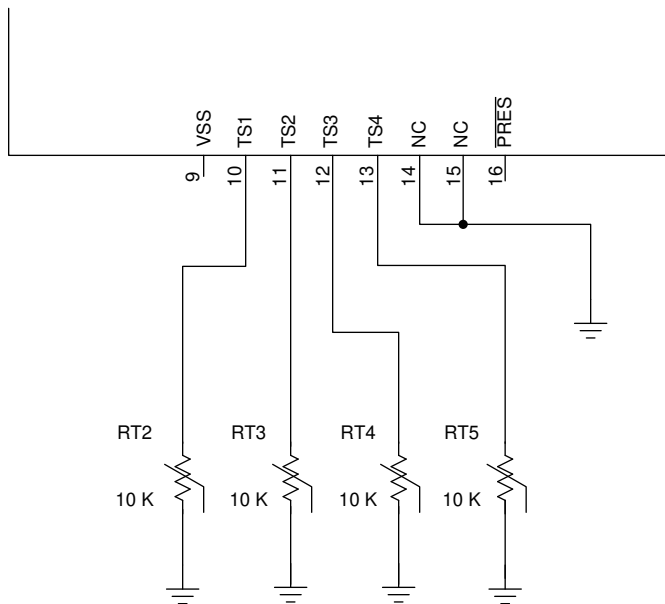 VSS
TS1
TS2
TS3
TS4
NC
NC
PRES
9
10
11
12
13
14
15
16
RT2
RT3
RT4
RT5
10 K
10 K
10 K
10 K